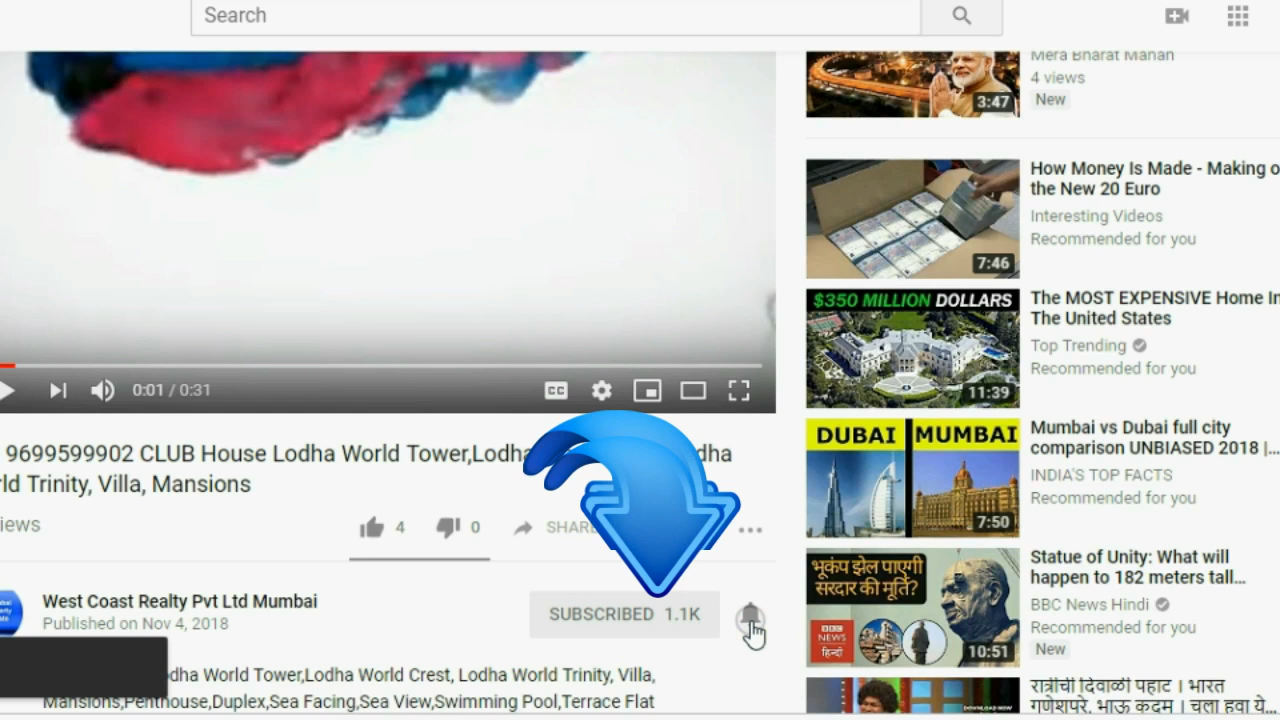 Search
0:01 / 0:31
CC
9699599902 CLUB House Lodha World Tower,Lodha dha
ld Trinity, Villa, Mansions
iews
4
0
SHARE
West Coast Realty Pvt Ltd Mumbai
Published on Nov 4, 2018
SUBSCRIBED 1.1K
dha World Tower,Lodha World Crest, Lodha World Trinity, Villa,
Mansions,Penthouse,Duplex,Sea Facing,Sea View,Swimming Pool,Terrace Flat
Mera Bharat Mahan
4 views
New
3:47
How Money Is Made - Making o
the New 20 Euro
Interesting Videos
Recommended for you
7:46
$350 MILLION DOLLARS
11:39
The MOST EXPENSIVE Home In
The United States
Top Trending
Recommended for you
DUBAI MUMBAI
7:50
Mumbai vs Dubai full city
comparison UNBIASED 2018 |...
INDIA'S TOP FACTS
Recommended for you
भूकंप झेल पाएगी
सरदार की मूर्ति?
BBC
NEWS
हिन्दी
10:51
Statue of Unity: What will
happen to 182 meters tall...
BBC News Hindi
Recommended for you
New
DOWNLOAD NOW
रात्रीची दिवाळी पहाट । भारत
गणेशपुरे, भाऊ कदम । चला हवा ये...